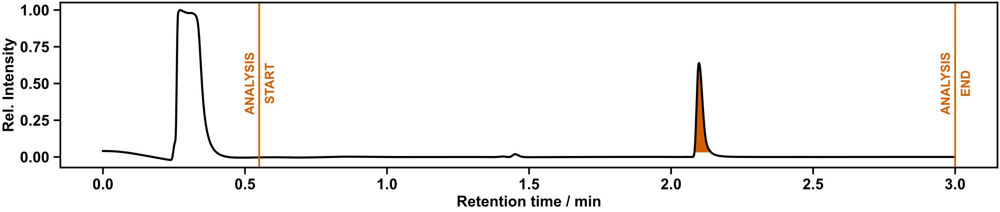 Rel. Intensity
1.00
0.75
0.50
0.25
0.00
ANALYSIS
START
ANALYSIS
END
0.0
0.5
1.0
1.5
2.0
2.5
3.0
Retention time / min